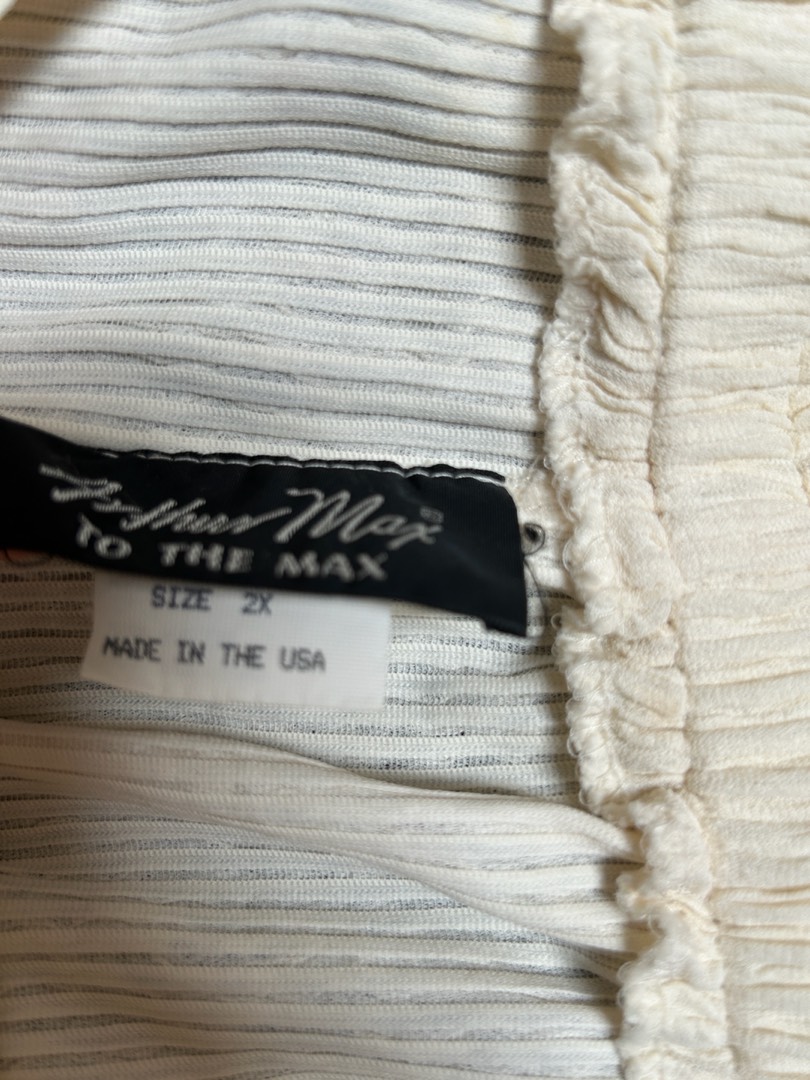 Arthur Max®
TO THE MAX
SIZE 2X
MADE IN THE USA